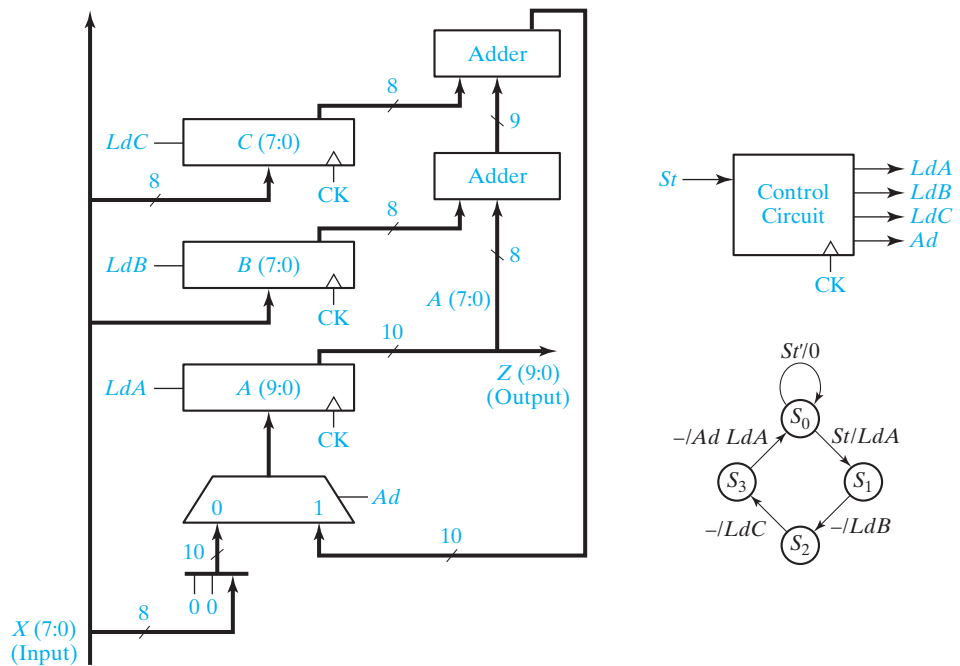 Adder
8
9
LdC
C (7:0)
CK
8
Adder
8
8
LdB
B (7:0)
CK
A (7:0)
10
LdA
A (9:0)
CK
Z (9:0)
(Output)
0
1
Ad
10
10
0 0
8
X (7:0)
(Input)
St
Control
Circuit
LdA
LdB
LdC
Ad
CK
St'/0
S0
–/Ad LdA
St/LdA
S3
S1
–/LdC
–/LdB
S2